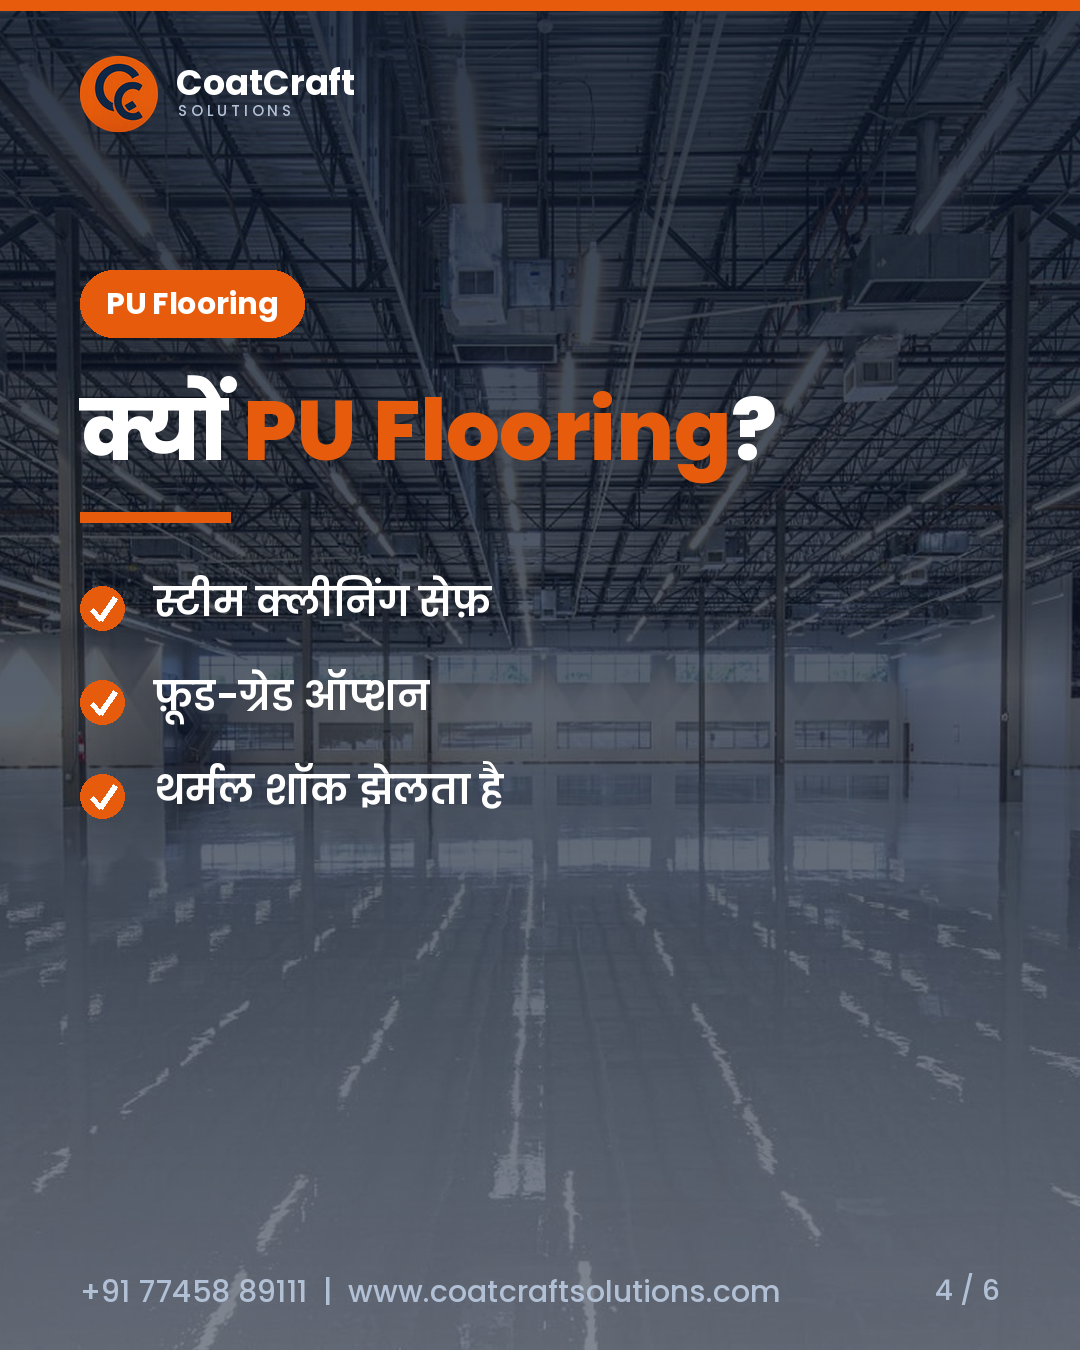 CoatCraft
SOLUTIONS
PU Flooring
क्यों PU Flooring?
स्टीम क्लीनिंग सेफ़
फ़ूड-ग्रेड ऑप्शन
थर्मल शॉक झेलता है
+91 77458 89111 | www.coatcraftsolutions.com
4 / 6